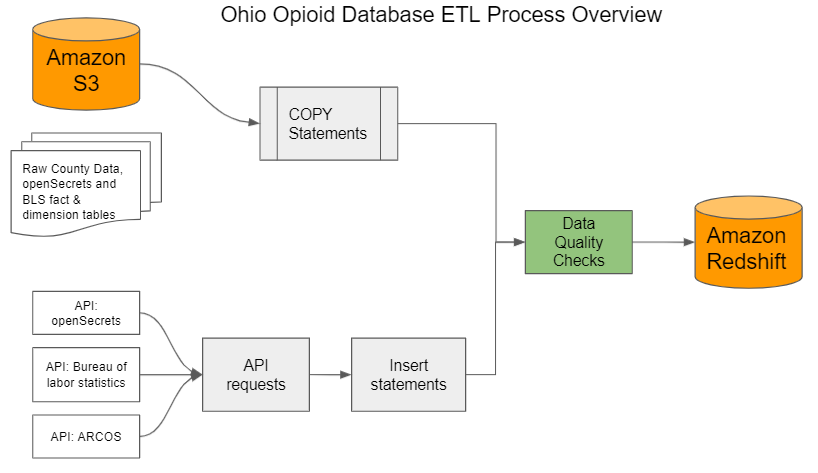 Ohio Opioid Database ETL Process Overview
Amazon
S3
COPY
Statements
Raw County Data,
openSecrets and
BLS fact &
dimension tables
Data
Quality
Checks
Amazon
Redshift
API:
openSecrets
API: Bureau of
labor statistics
API: ARCOS
API
requests
Insert
statements